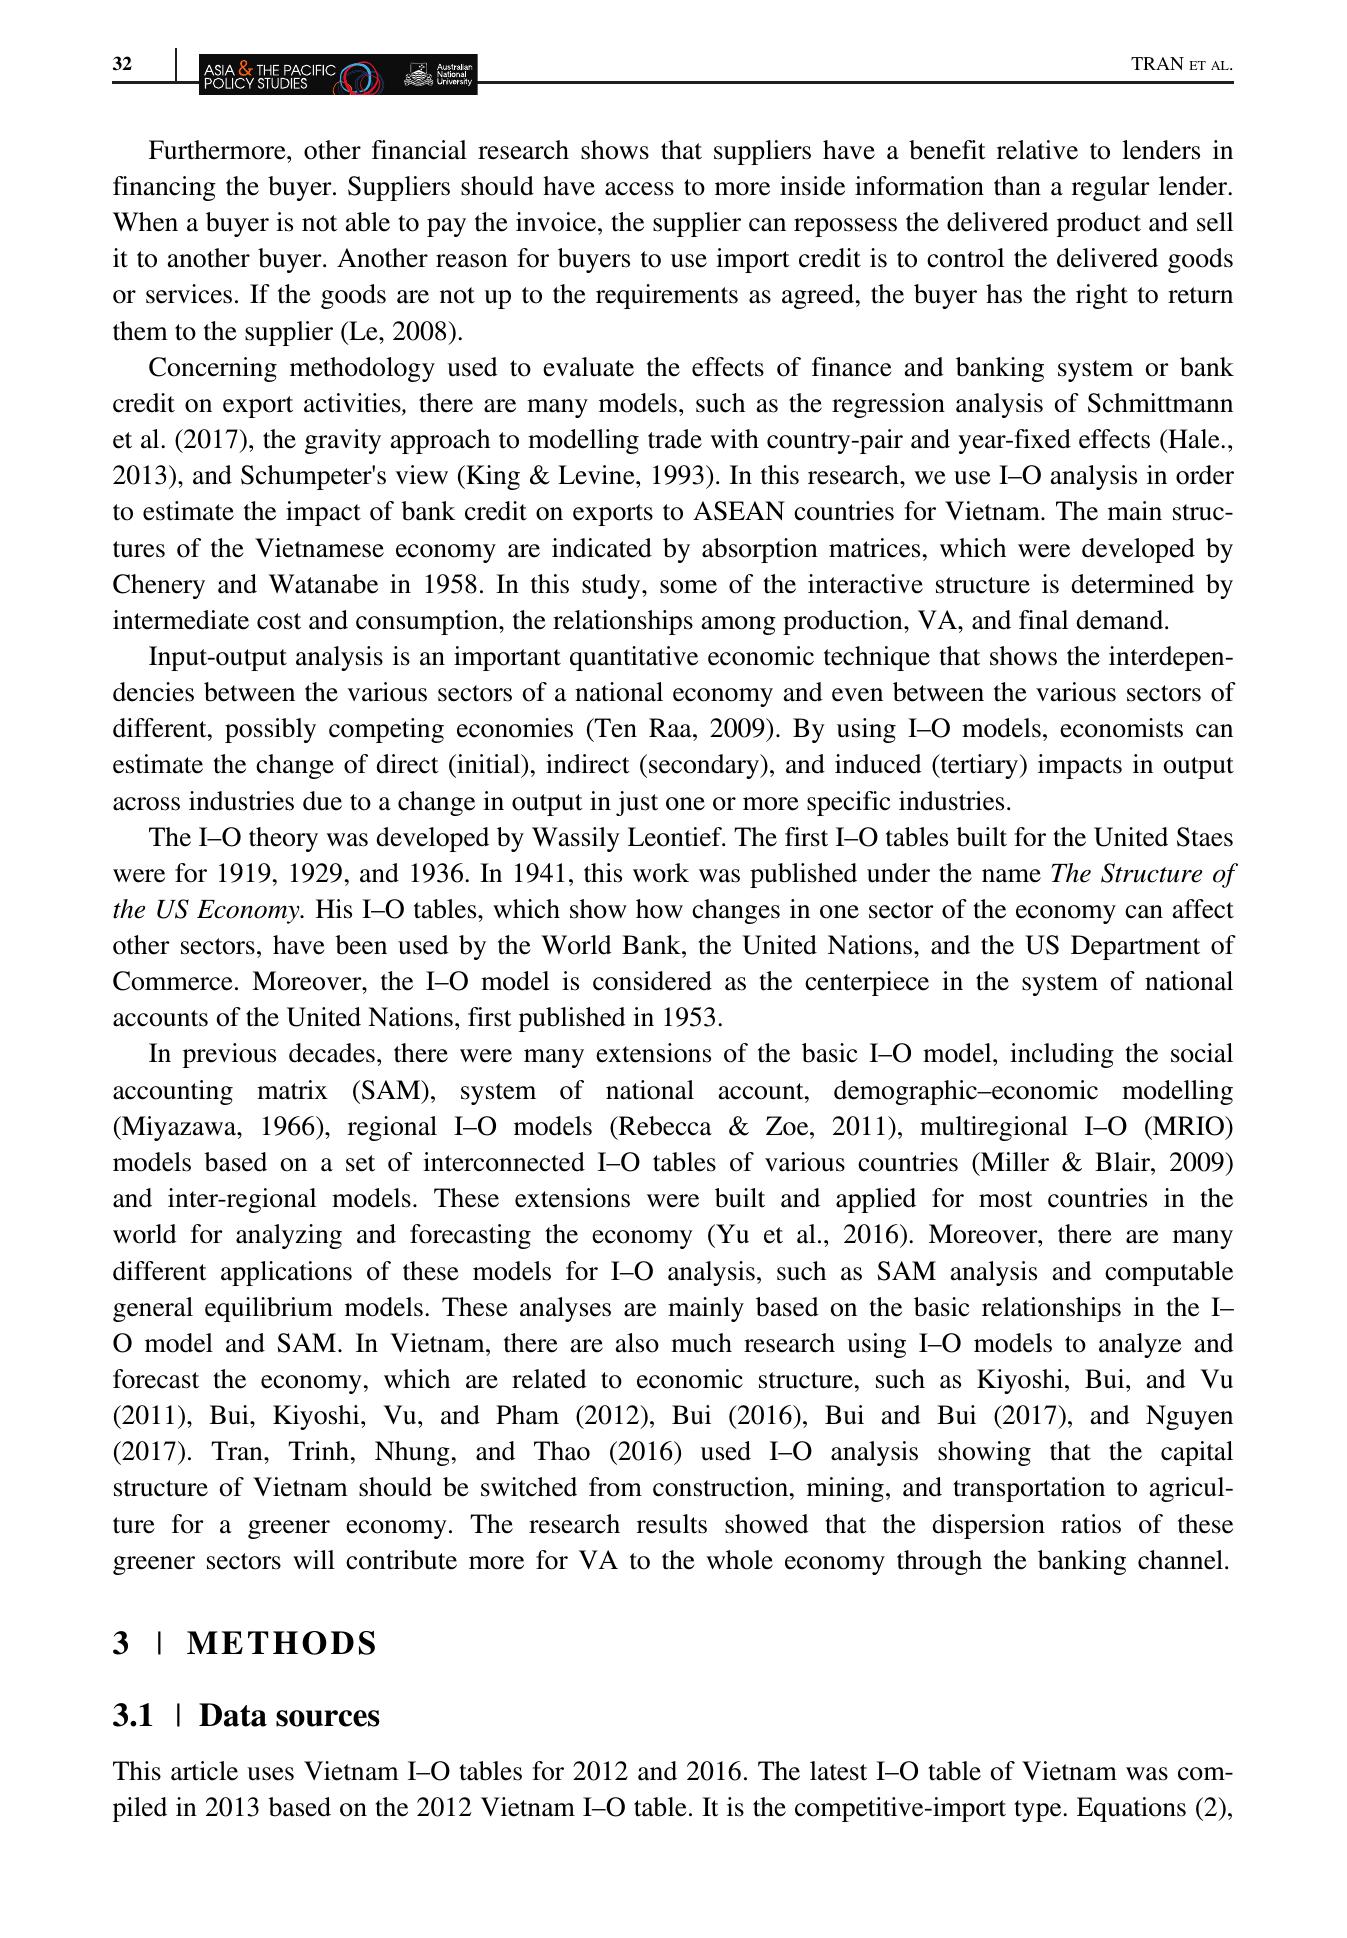 32
ASIA & THE PACIFIC
POLICY STUDIES
Australian
National
University
TRAN ET AL.
Furthermore, other financial research shows that suppliers have a benefit relative to lenders in
financing the buyer. Suppliers should have access to more inside information than a regular lender.
When a buyer is not able to pay the invoice, the supplier can repossess the delivered product and sell
it to another buyer. Another reason for buyers to use import credit is to control the delivered goods
or services. If the goods are not up to the requirements as agreed, the buyer has the right to return
them to the supplier (Le, 2008).
Concerning methodology used to evaluate the effects of finance and banking system or bank
credit on export activities, there are many models, such as the regression analysis of Schmittmann
et al. (2017), the gravity approach to modelling trade with country-pair and year-fixed effects (Hale.,
2013), and Schumpeter's view (King & Levine, 1993). In this research, we use I–O analysis in order
to estimate the impact of bank credit on exports to ASEAN countries for Vietnam. The main struc-
tures of the Vietnamese economy are indicated by absorption matrices, which were developed by
Chenery and Watanabe in 1958. In this study, some of the interactive structure is determined by
intermediate cost and consumption, the relationships among production, VA, and final demand.
Input-output analysis is an important quantitative economic technique that shows the interdepen-
dencies between the various sectors of a national economy and even between the various sectors of
different, possibly competing economies (Ten Raa, 2009). By using I–O models, economists can
estimate the change of direct (initial), indirect (secondary), and induced (tertiary) impacts in output
across industries due to a change in output in just one or more specific industries.
The I–O theory was developed by Wassily Leontief. The first I–O tables built for the United Staes
were for 1919, 1929, and 1936. In 1941, this work was published under the name The Structure of
the US Economy. His I–O tables, which show how changes in one sector of the economy can affect
other sectors, have been used by the World Bank, the United Nations, and the US Department of
Commerce. Moreover, the I–O model is considered as the centerpiece in the system of national
accounts of the United Nations, first published in 1953.
In previous decades, there were many extensions of the basic I–O model, including the social
accounting matrix (SAM), system of national account, demographic–economic modelling
(Miyazawa, 1966), regional I–O models (Rebecca & Zoe, 2011), multiregional I–O (MRIO)
models based on a set of interconnected I–O tables of various countries (Miller & Blair, 2009)
and inter-regional models. These extensions were built and applied for most countries in the
world for analyzing and forecasting the economy (Yu et al., 2016). Moreover, there are many
different applications of these models for I–O analysis, such as SAM analysis and computable
general equilibrium models. These analyses are mainly based on the basic relationships in the I–
O model and SAM. In Vietnam, there are also much research using I–O models to analyze and
forecast the economy, which are related to economic structure, such as Kiyoshi, Bui, and Vu
(2011), Bui, Kiyoshi, Vu, and Pham (2012), Bui (2016), Bui and Bui (2017), and Nguyen
(2017). Tran, Trinh, Nhung, and Thao (2016) used I–O analysis showing that the capital
structure of Vietnam should be switched from construction, mining, and transportation to agricul-
ture for a greener economy. The research results showed that the dispersion ratios of these
greener sectors will contribute more for VA to the whole economy through the banking channel.
3 | METHODS
3.1 | Data sources
This article uses Vietnam I–O tables for 2012 and 2016. The latest I–O table of Vietnam was com-
piled in 2013 based on the 2012 Vietnam I–O table. It is the competitive-import type. Equations (2),